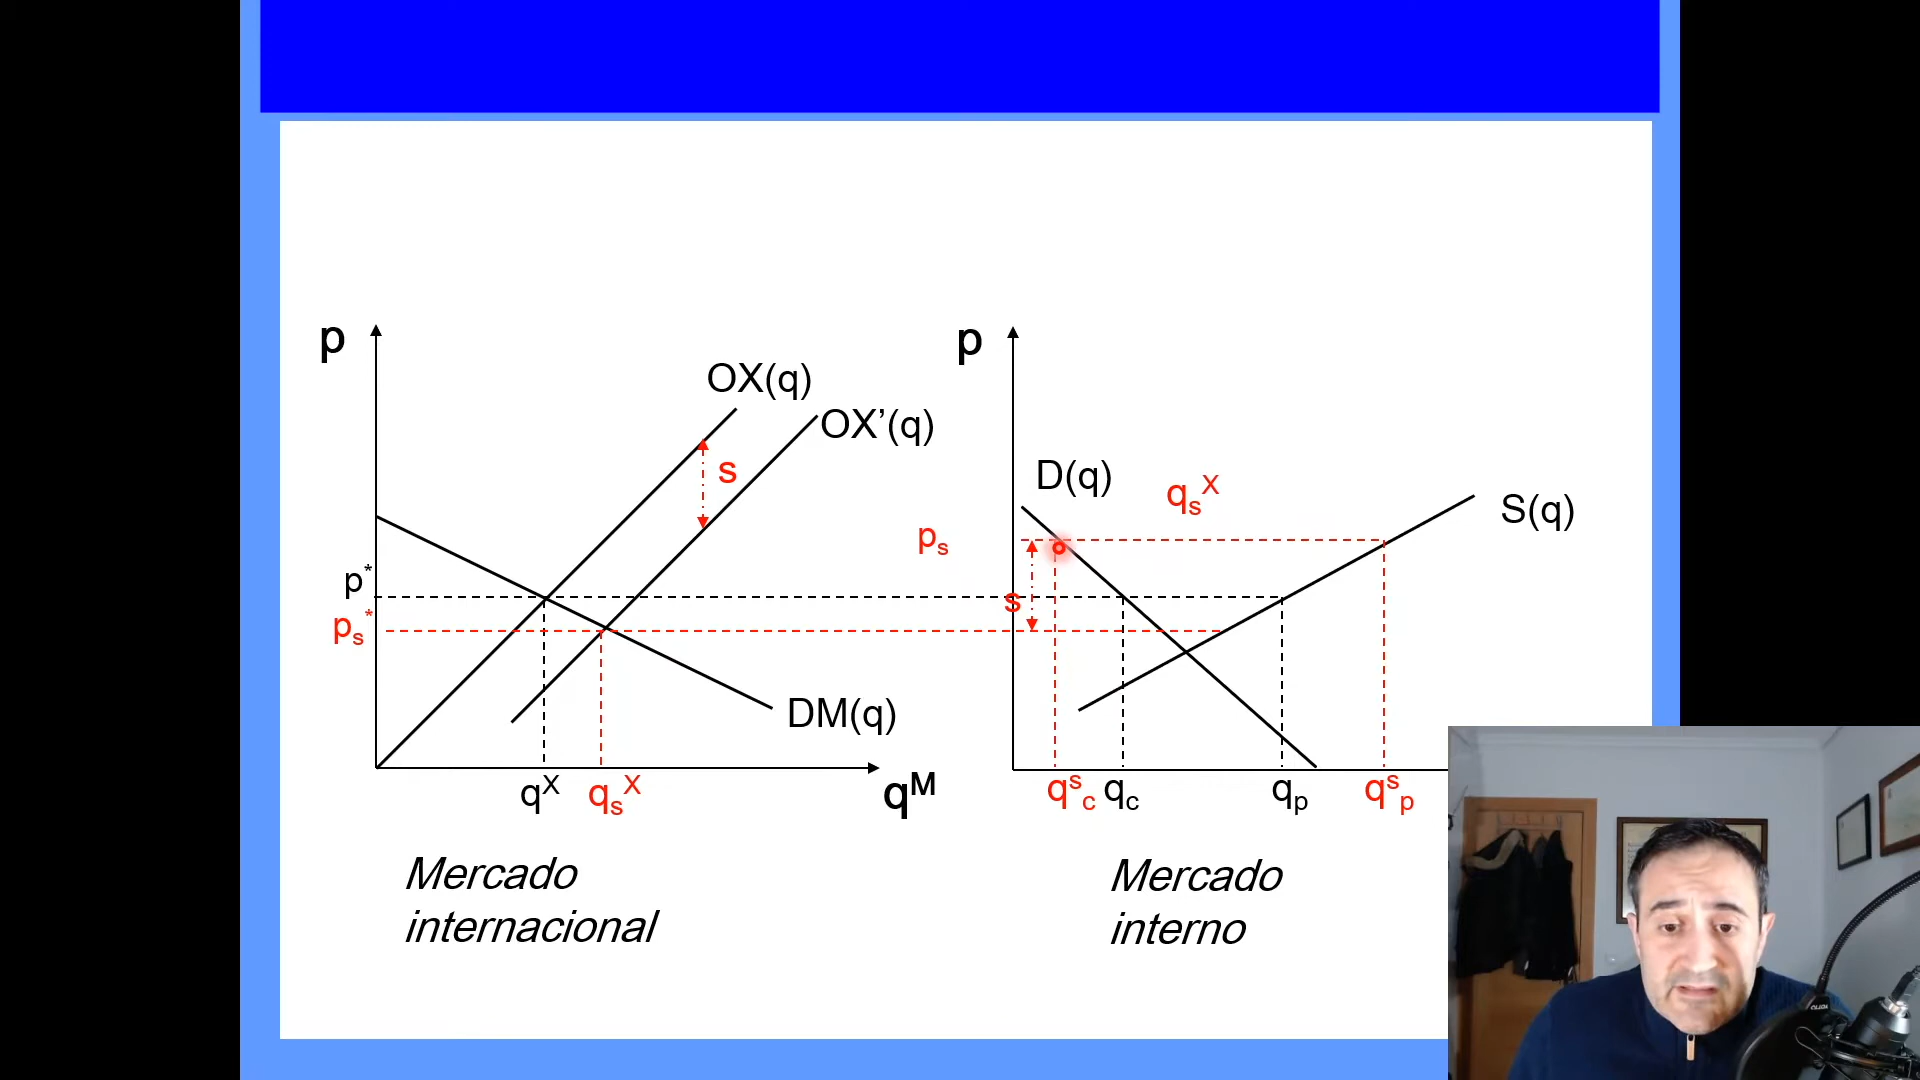 p
OX(q)
OX’(q)
s
p*
ps*
DM(q)
qX
qsX
qM
Mercado
internacional
p
D(q)
qsX
S(q)
ps
s
qsc
qc
qp
qsp
Mercado
interno